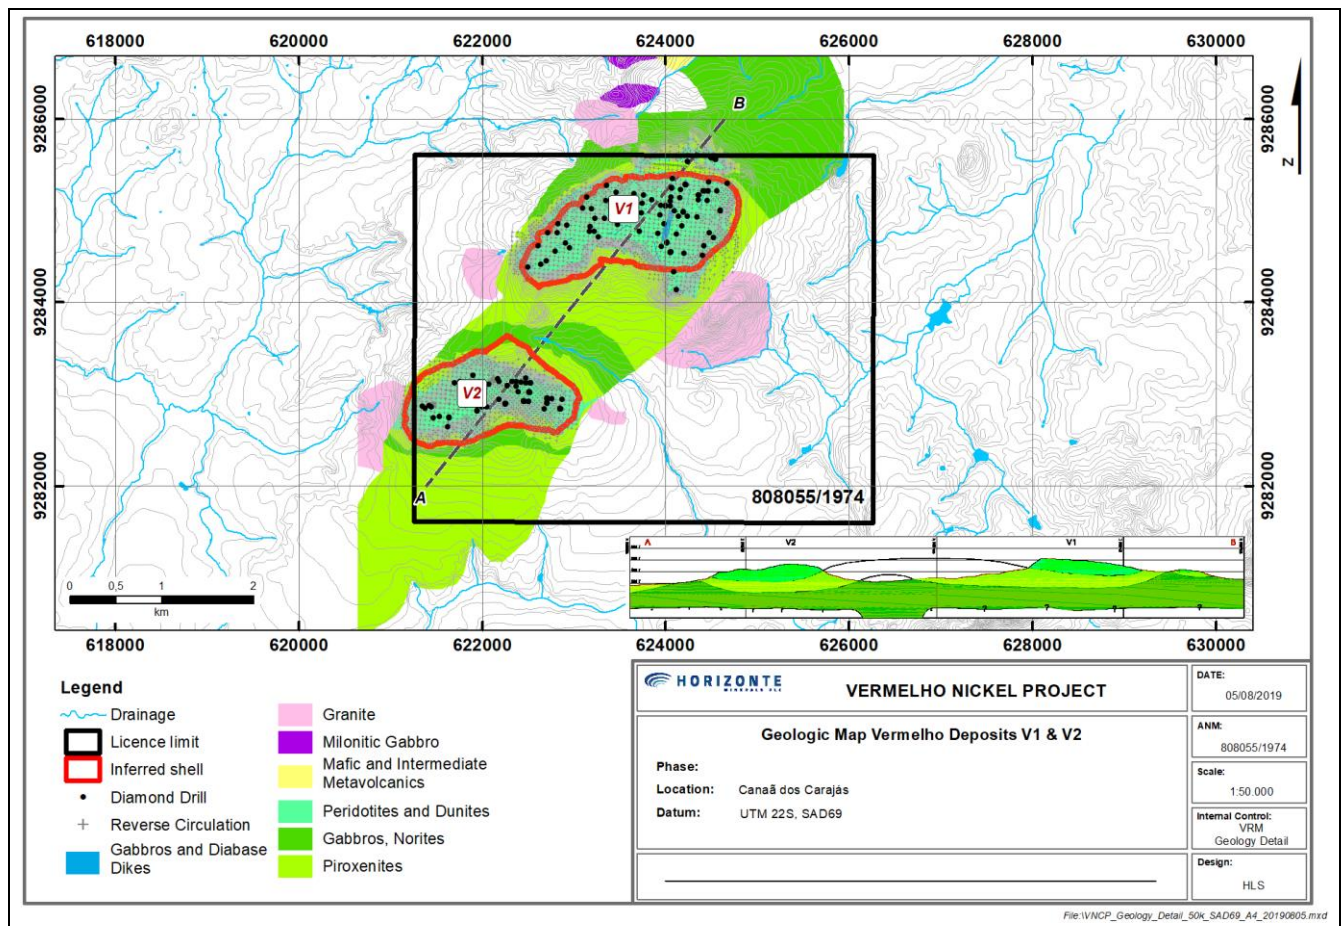 618000 620000 622000 624000 626000 628000 630000
9286000 9286000
B
N
V1
9284000 9284000
V2
9282000 9282000
A
808055/1974
A V2 V1 B
0 0,5 1 2
km
618000 620000 622000 624000 626000 628000 630000
Legend
Drainage
Licence limit
Inferred shell
Diamond Drill
Reverse Circulation
Gabbros and Diabase
Dikes
Granite
Milonitic Gabbro
Mafic and Intermediate
Metavolcanics
Peridotites and Dunites
Gabbros, Norites
Piroxenites
HORIZONTE
MINERALS PLC
VERMELHO NICKEL PROJECT
Geologic Map Vermelho Deposits V1 & V2
Phase:
Location: Canaã dos Carajás
Datum: UTM 22S, SAD69
DATE:
05/08/2019
ANM:
808055/1974
Scale:
1:50.000
Internal Control:
VRM
Geology Detail
Design:
HLS
File:\VNCP_Geology_Detail_50k_SAD69_A4_20190805.mxd